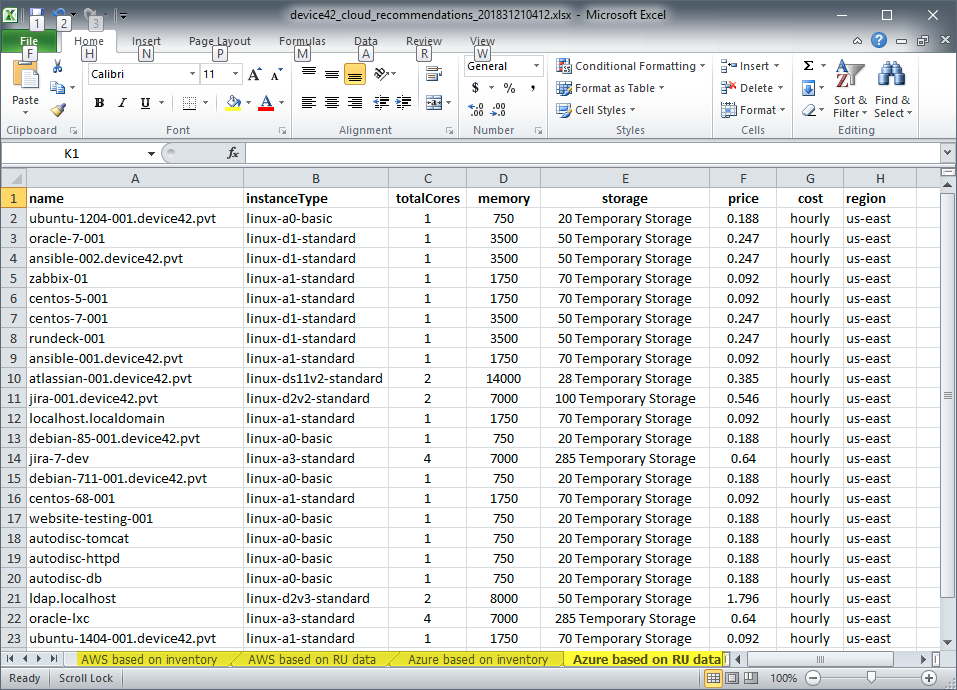 device42_cloud_recommendations_201831210412.xlsx - Microsoft Excel
1 2 3
File Home Insert Page Layout Formulas Data Review View
F H N P M A R W
Calibri 11 General
Paste B I U $ % ,
Conditional Formatting
Format as Table
Cell Styles
Insert
Delete
Format
Σ
Sort & Filter
Find & Select
Clipboard Font Alignment Number Styles Cells Editing
K1 fx
A B C D E F G H
1 name instanceType totalCores memory storage price cost region
2 ubuntu-1204-001.device42.pvt linux-a0-basic 1 750 20 Temporary Storage 0.188 hourly us-east
3 oracle-7-001 linux-d1-standard 1 3500 50 Temporary Storage 0.247 hourly us-east
4 ansible-002.device42.pvt linux-d1-standard 1 3500 50 Temporary Storage 0.247 hourly us-east
5 zabbix-01 linux-a1-standard 1 1750 70 Temporary Storage 0.092 hourly us-east
6 centos-5-001 linux-a1-standard 1 1750 70 Temporary Storage 0.092 hourly us-east
7 centos-7-001 linux-d1-standard 1 3500 50 Temporary Storage 0.247 hourly us-east
8 rundeck-001 linux-d1-standard 1 3500 50 Temporary Storage 0.247 hourly us-east
9 ansible-001.device42.pvt linux-a1-standard 1 1750 70 Temporary Storage 0.092 hourly us-east
10 atlassian-001.device42.pvt linux-ds11v2-standard 2 14000 28 Temporary Storage 0.385 hourly us-east
11 jira-001.device42.pvt linux-d2v2-standard 2 7000 100 Temporary Storage 0.546 hourly us-east
12 localhost.localdomain linux-a1-standard 1 1750 70 Temporary Storage 0.092 hourly us-east
13 debian-85-001.device42.pvt linux-a0-basic 1 750 20 Temporary Storage 0.188 hourly us-east
14 jira-7-dev linux-a3-standard 4 7000 285 Temporary Storage 0.64 hourly us-east
15 debian-711-001.device42.pvt linux-a0-basic 1 750 20 Temporary Storage 0.188 hourly us-east
16 centos-68-001 linux-a1-standard 1 1750 70 Temporary Storage 0.092 hourly us-east
17 website-testing-001 linux-a0-basic 1 750 20 Temporary Storage 0.188 hourly us-east
18 autodisc-tomcat linux-a0-basic 1 750 20 Temporary Storage 0.188 hourly us-east
19 autodisc-httpd linux-a0-basic 1 750 20 Temporary Storage 0.188 hourly us-east
20 autodisc-db linux-a0-basic 1 750 20 Temporary Storage 0.188 hourly us-east
21 ldap.localhost linux-d2v3-standard 2 8000 50 Temporary Storage 1.796 hourly us-east
22 oracle-lxc linux-a3-standard 4 7000 285 Temporary Storage 0.64 hourly us-east
23 ubuntu-1404-001.device42.pvt linux-a1-standard 1 1750 70 Temporary Storage 0.092 hourly us-east
AWS based on inventory AWS based on RU data Azure based on inventory Azure based on RU data
Ready Scroll Lock 100%